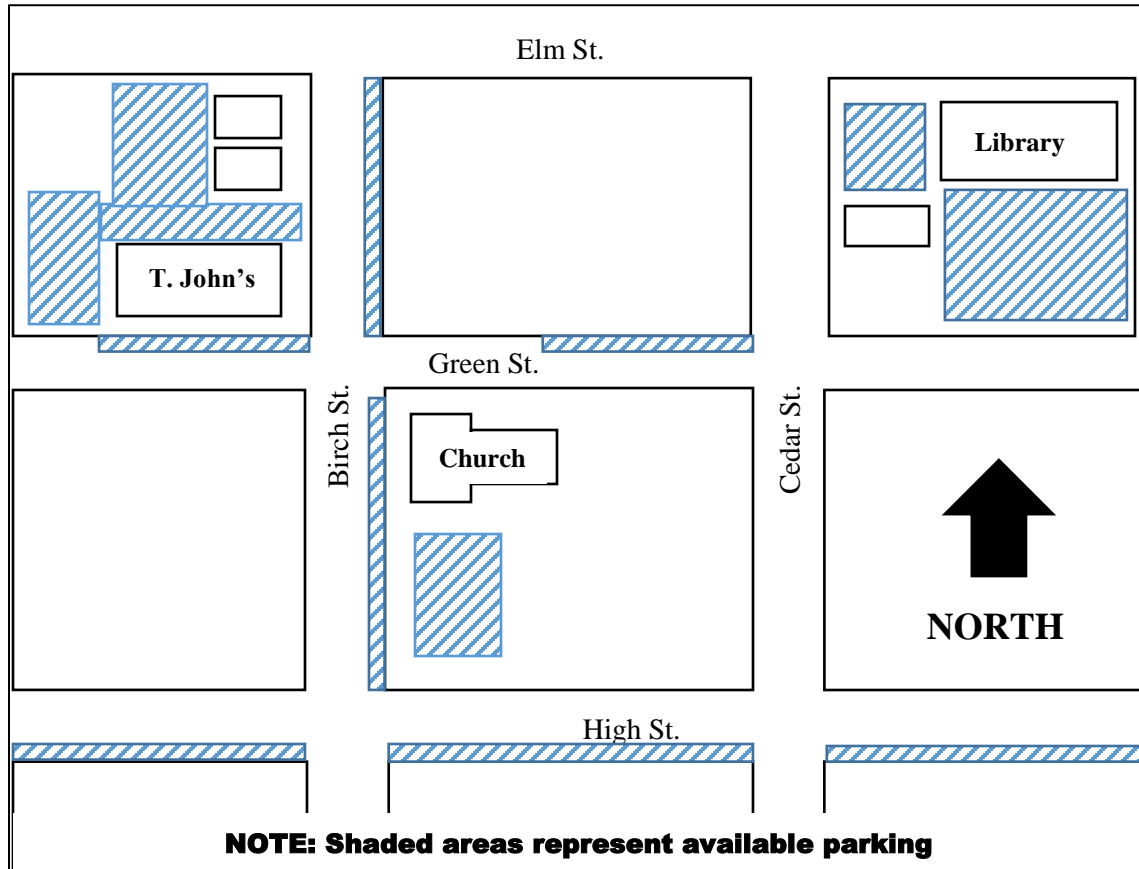 Elm St.
Library
T. John's
Green St.
Birch St.
Cedar St.
Church
NORTH
High St.
NOTE: Shaded areas represent available parking